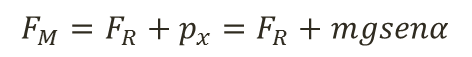 F_M = F_R + p_x = F_R + mgsenα